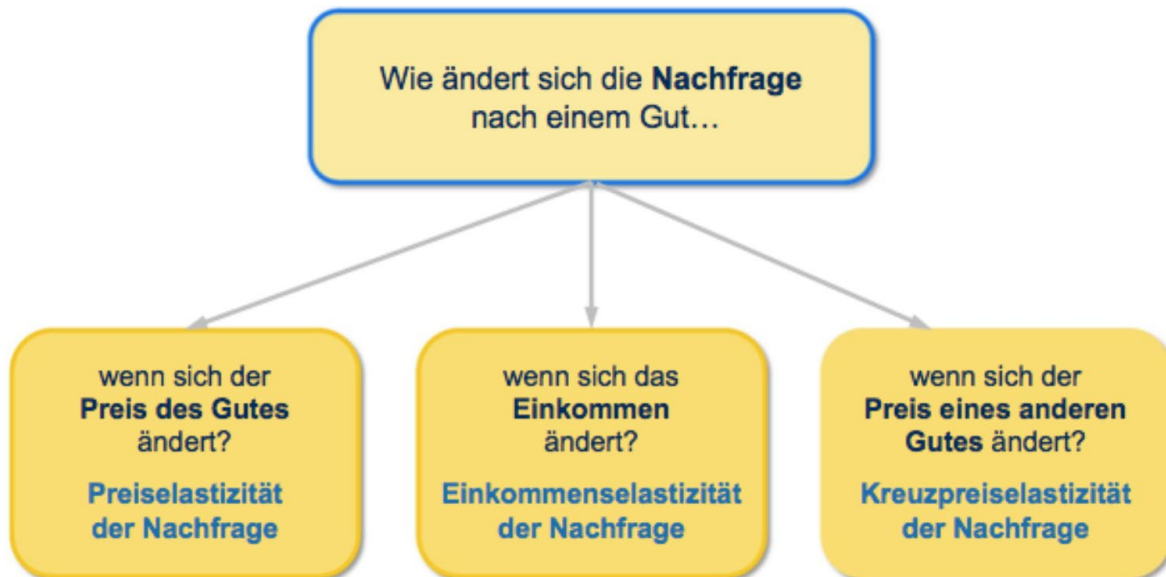 Wie ändert sich die Nachfrage
nach einem Gut…
wenn sich der
Preis des Gutes
ändert?
Preiselastizität
der Nachfrage
wenn sich das
Einkommen
ändert?
Einkommenselastizität
der Nachfrage
wenn sich der
Preis eines anderen
Gutes ändert?
Kreuzpreiselastizität
der Nachfrage